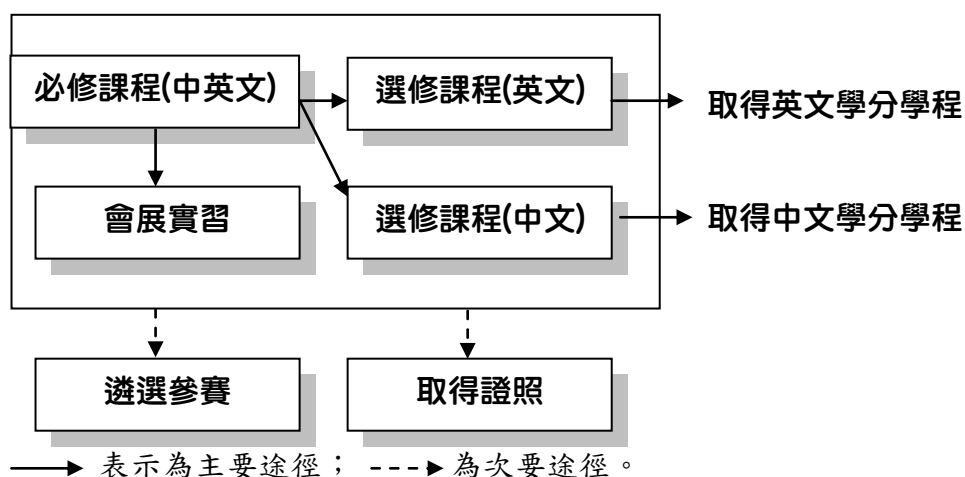 必修課程(中英文)
選修課程(英文)
取得英文學分學程
會展實習
選修課程(中文)
取得中文學分學程
遴選參賽
取得證照
表示為主要途徑； 為次要途徑。